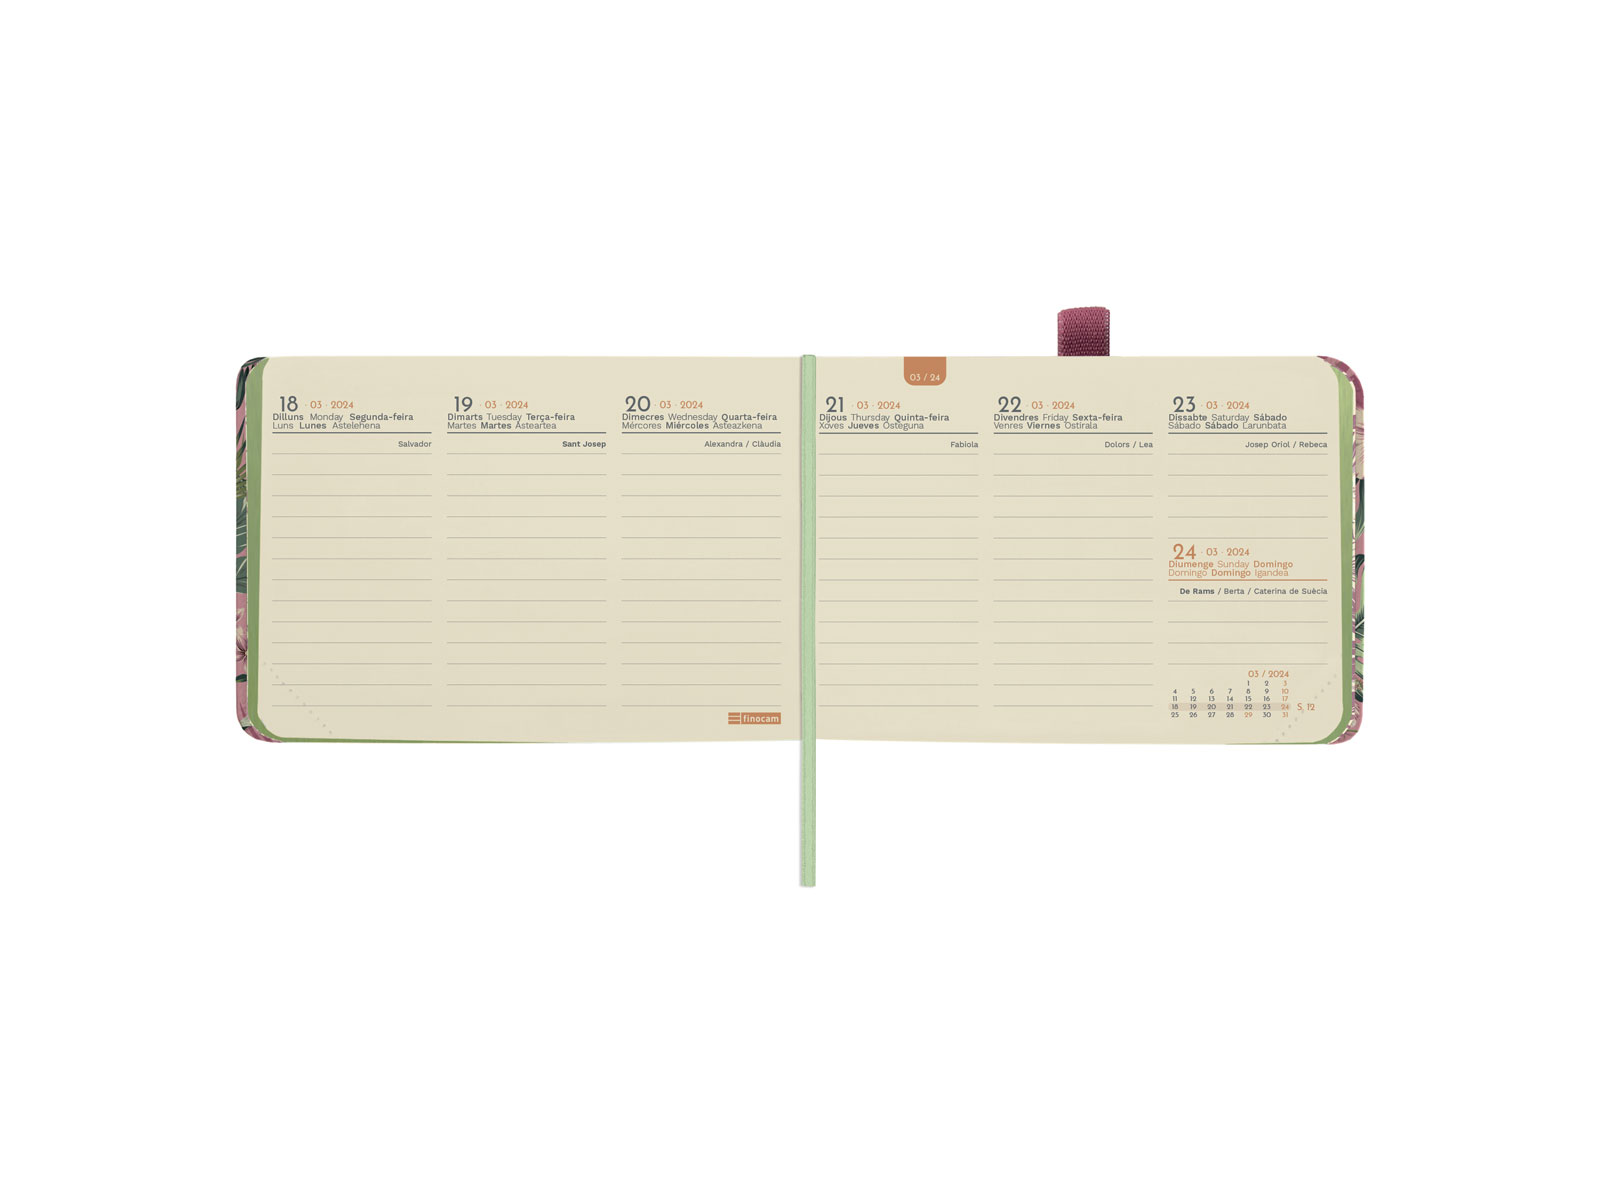 18 · 03 · 2024
Dilluns Monday Segunda-feira
Luns Lunes Astelehena
Salvador
19 · 03 · 2024
Dimarts Tuesday Terça-feira
Martes Martes Asteartea
Sant Josep
20 · 03 · 2024
Dimecres Wednesday Quarta-feira
Mércores Miércoles Asteazkena
Alexandra / Clàudia
finocam
03 / 24
21 · 03 · 2024
Dijous Thursday Quinta-feira
Xoves Jueves Osteguna
Fabiola
22 · 03 · 2024
Divendres Friday Sexta-feira
Venres Viernes Ostirala
Dolors / Lea
23 · 03 · 2024
Dissabte Saturday Sábado
Sábado Sábado Larunbata
Josep Oriol / Rebeca
24 · 03 · 2024
Diumenge Sunday Domingo
Domingo Domingo Igandea
De Rams / Berta / Caterina de Suècia
03 / 2024
1 2 3
4 5 6 7 8 9 10
11 12 13 14 15 16 17
18 19 20 21 22 23 24 S, 12
25 26 27 28 29 30 31